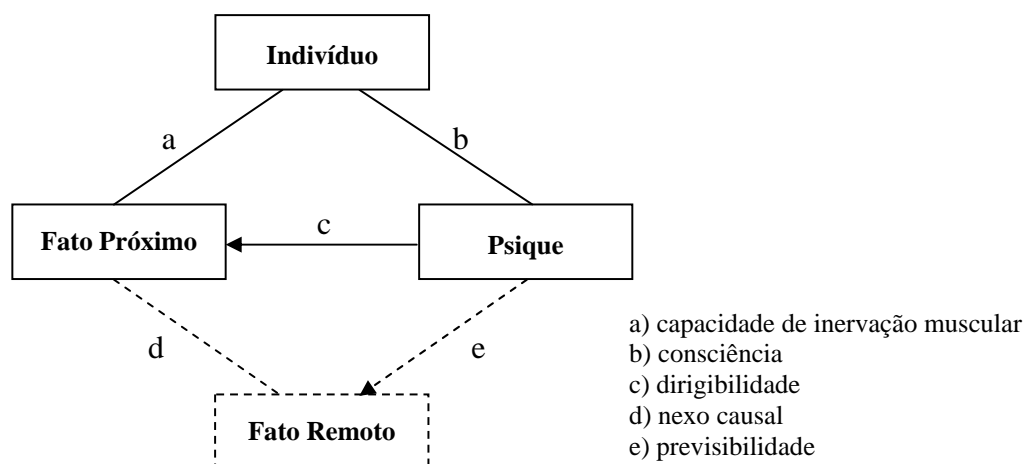 Indivíduo
a
b
Fato Próximo
c
Psique
d
e
Fato Remoto
a) capacidade de inervação muscular
b) consciência
c) dirigibilidade
d) nexo causal
e) previsibilidade